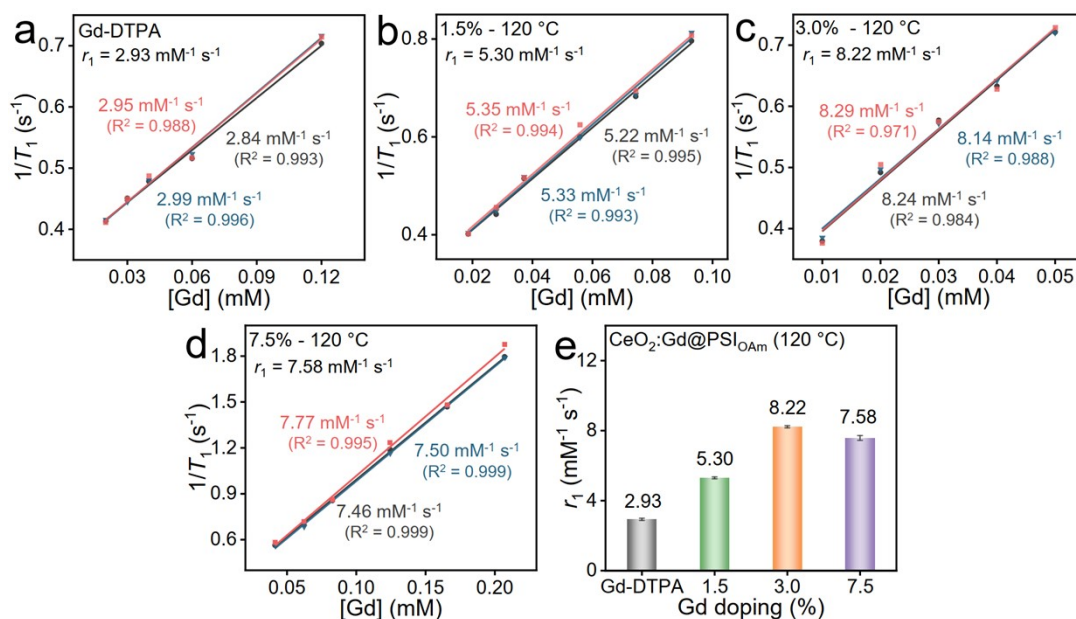 a
Gd-DTPA
r₁ = 2.93 mM⁻¹ s⁻¹
2.95 mM⁻¹ s⁻¹
(R² = 0.988)
2.84 mM⁻¹ s⁻¹
(R² = 0.993)
2.99 mM⁻¹ s⁻¹
(R² = 0.996)
1/T₁ (s⁻¹)
0.7
0.6
0.5
0.4
0.03 0.06 0.09 0.12
[Gd] (mM)
b
1.5% - 120 °C
r₁ = 5.30 mM⁻¹ s⁻¹
5.35 mM⁻¹ s⁻¹
(R² = 0.994)
5.22 mM⁻¹ s⁻¹
(R² = 0.995)
5.33 mM⁻¹ s⁻¹
(R² = 0.993)
1/T₁ (s⁻¹)
0.8
0.6
0.4
0.02 0.04 0.06 0.08 0.10
[Gd] (mM)
c
3.0% - 120 °C
r₁ = 8.22 mM⁻¹ s⁻¹
8.29 mM⁻¹ s⁻¹
(R² = 0.971)
8.14 mM⁻¹ s⁻¹
(R² = 0.988)
8.24 mM⁻¹ s⁻¹
(R² = 0.984)
1/T₁ (s⁻¹)
0.7
0.6
0.5
0.4
0.01 0.02 0.03 0.04 0.05
[Gd] (mM)
d
7.5% - 120 °C
r₁ = 7.58 mM⁻¹ s⁻¹
7.77 mM⁻¹ s⁻¹
(R² = 0.995)
7.50 mM⁻¹ s⁻¹
(R² = 0.999)
7.46 mM⁻¹ s⁻¹
(R² = 0.999)
1/T₁ (s⁻¹)
1.8
1.5
1.2
0.9
0.6
0.05 0.10 0.15 0.20
[Gd] (mM)
e
CeO₂:Gd@PSI_OAm (120 °C)
r₁ (mM⁻¹ s⁻¹)
12
8
4
0
2.93
5.30
8.22
7.58
Gd-DTPA 1.5 3.0 7.5
Gd doping (%)